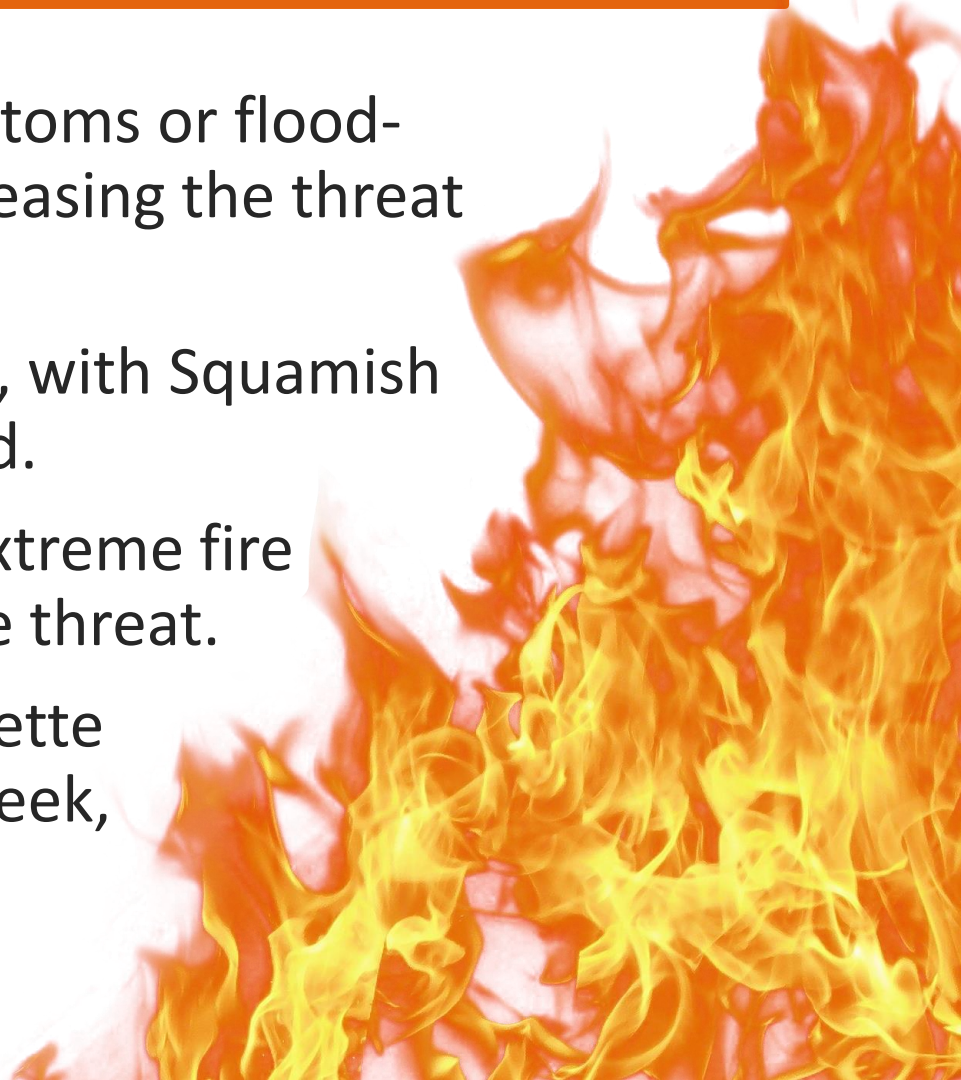 toms or flood-
easing the threat
, with Squamish
d.
xtreme fire
e threat.
ette
eek,